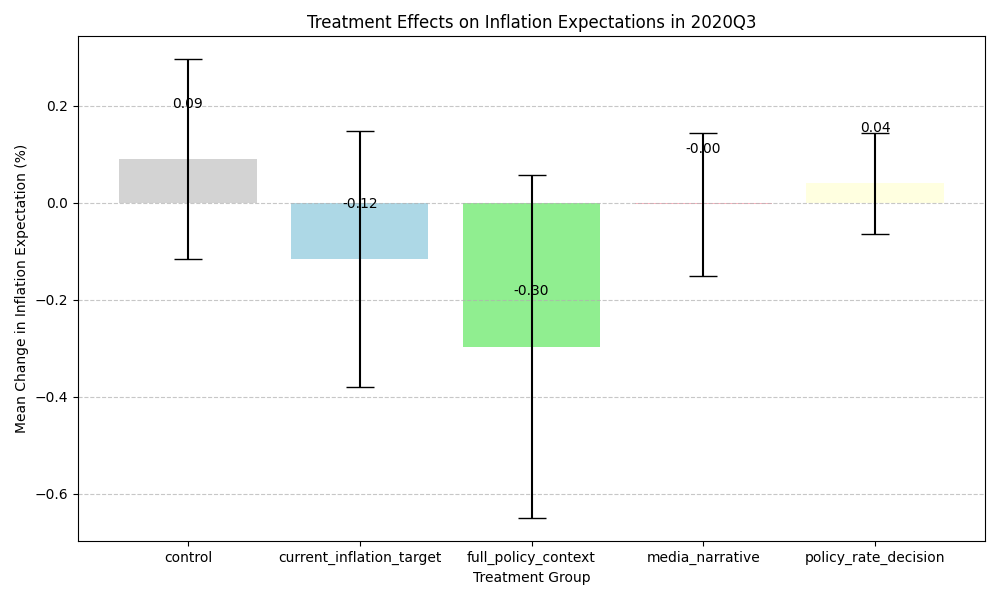 Treatment Effects on Inflation Expectations in 2020Q3
Mean Change in Inflation Expectation (%)
0.2
0.0
−0.2
−0.4
−0.6
0.09
-0.12
-0.30
-0.00
0.04
control
current_inflation_target
full_policy_context
media_narrative
policy_rate_decision
Treatment Group